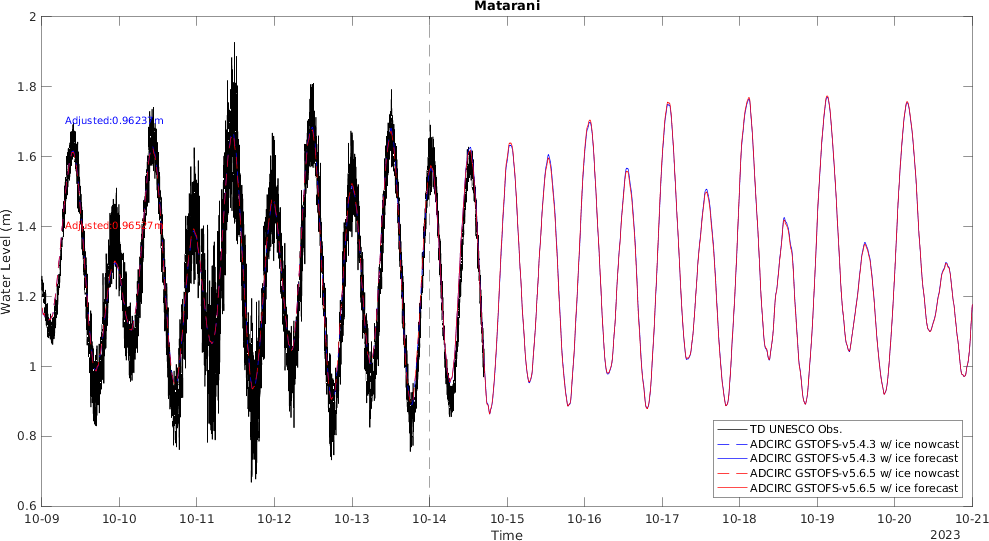 Matarani
Water Level (m)
2
1.8
1.6
1.4
1.2
1
0.8
0.6
Adjusted:0.96237m
Adjusted:0.96527m
TD UNESCO Obs.
ADCIRC GSTOFS-v5.4.3 w/ ice nowcast
ADCIRC GSTOFS-v5.4.3 w/ ice forecast
ADCIRC GSTOFS-v5.6.5 w/ ice nowcast
ADCIRC GSTOFS-v5.6.5 w/ ice forecast
10-09 10-10 10-11 10-12 10-13 10-14 10-15 10-16 10-17 10-18 10-19 10-20 10-21
Time
2023